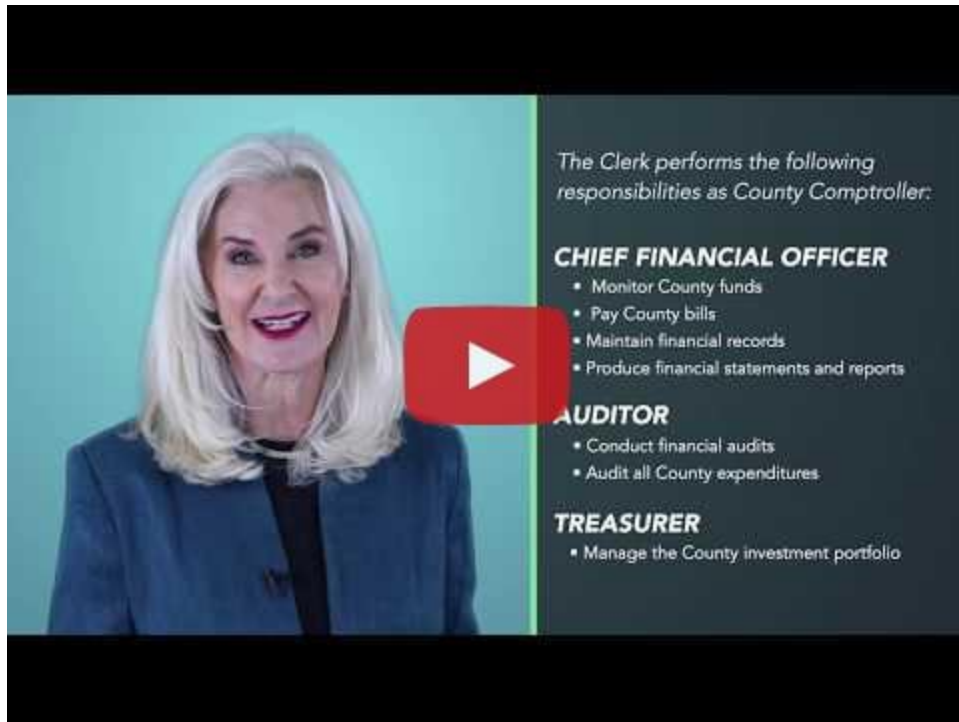 The Clerk performs the following
responsibilities as County Comptroller:
CHIEF FINANCIAL OFFICER
▪ Monitor County funds
▪ Pay County bills
▪ Maintain financial records
▪ Produce financial statements and reports
AUDITOR
▪ Conduct financial audits
▪ Audit all County expenditures
TREASURER
▪ Manage the County investment portfolio